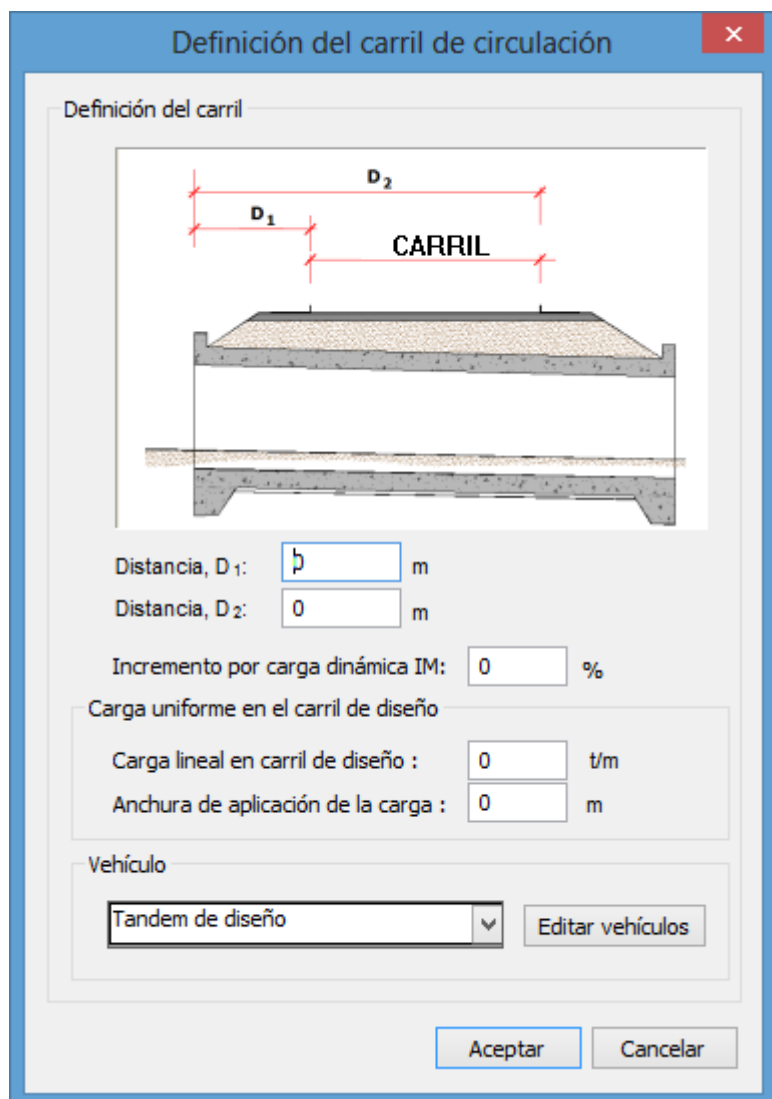 Definición del carril de circulación
Definición del carril
D2
D1
CARRIL
Distancia, D1: 0 m
Distancia, D2: 0 m
Incremento por carga dinámica IM: 0 %
Carga uniforme en el carril de diseño
Carga lineal en carril de diseño : 0 t/m
Anchura de aplicación de la carga : 0 m
Vehículo
Tandem de diseño
Editar vehículos
Aceptar Cancelar